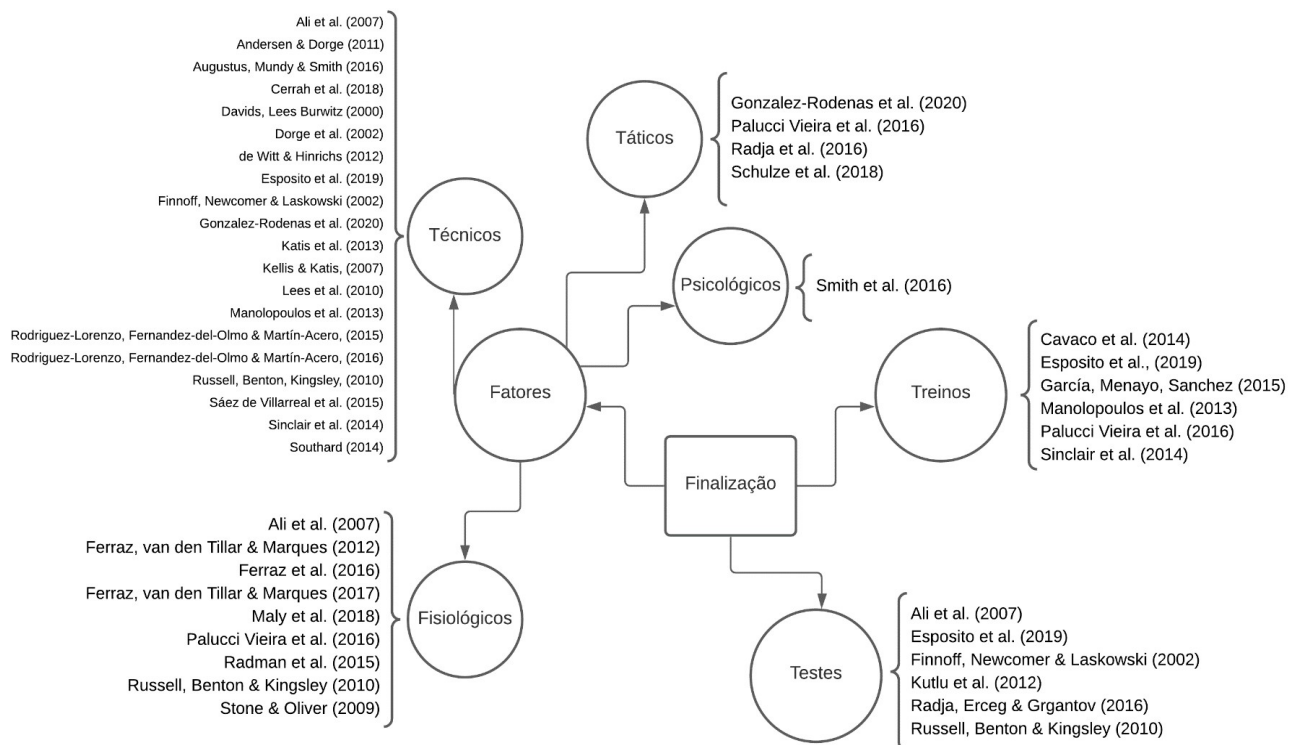 Ali et al. (2007)
Andersen & Dorge (2011)
Augustus, Mundy & Smith (2016)
Cerrah et al. (2018)
Davids, Lees Burwitz (2000)
Dorge et al. (2002)
de Witt & Hinrichs (2012)
Esposito et al. (2019)
Finnoff, Newcomer & Laskowski (2002)
Gonzalez-Rodenas et al. (2020)
Katis et al. (2013)
Kellis & Katis, (2007)
Lees et al. (2010)
Manolopoulos et al. (2013)
Rodriguez-Lorenzo, Fernandez-del-Olmo & Martín-Acero, (2015)
Rodriguez-Lorenzo, Fernandez-del-Olmo & Martín-Acero, (2016)
Russell, Benton, Kingsley, (2010)
Sáez de Villarreal et al. (2015)
Sinclair et al. (2014)
Southard (2014)
Técnicos
Táticos
Gonzalez-Rodenas et al. (2020)
Palucci Vieira et al. (2016)
Radja et al. (2016)
Schulze et al. (2018)
Psicológicos
Smith et al. (2016)
Fatores
Treinos
Cavaco et al. (2014)
Esposito et al., (2019)
García, Menayo, Sanchez (2015)
Manolopoulos et al. (2013)
Palucci Vieira et al. (2016)
Sinclair et al. (2014)
Finalização
Ali et al. (2007)
Ferraz, van den Tillar & Marques (2012)
Ferraz et al. (2016)
Ferraz, van den Tillar & Marques (2017)
Maly et al. (2018)
Palucci Vieira et al. (2016)
Radman et al. (2015)
Russell, Benton & Kingsley (2010)
Stone & Oliver (2009)
Fisiológicos
Testes
Ali et al. (2007)
Esposito et al. (2019)
Finnoff, Newcomer & Laskowski (2002)
Kutlu et al. (2012)
Radja, Erceg & Grgantov (2016)
Russell, Benton & Kingsley (2010)